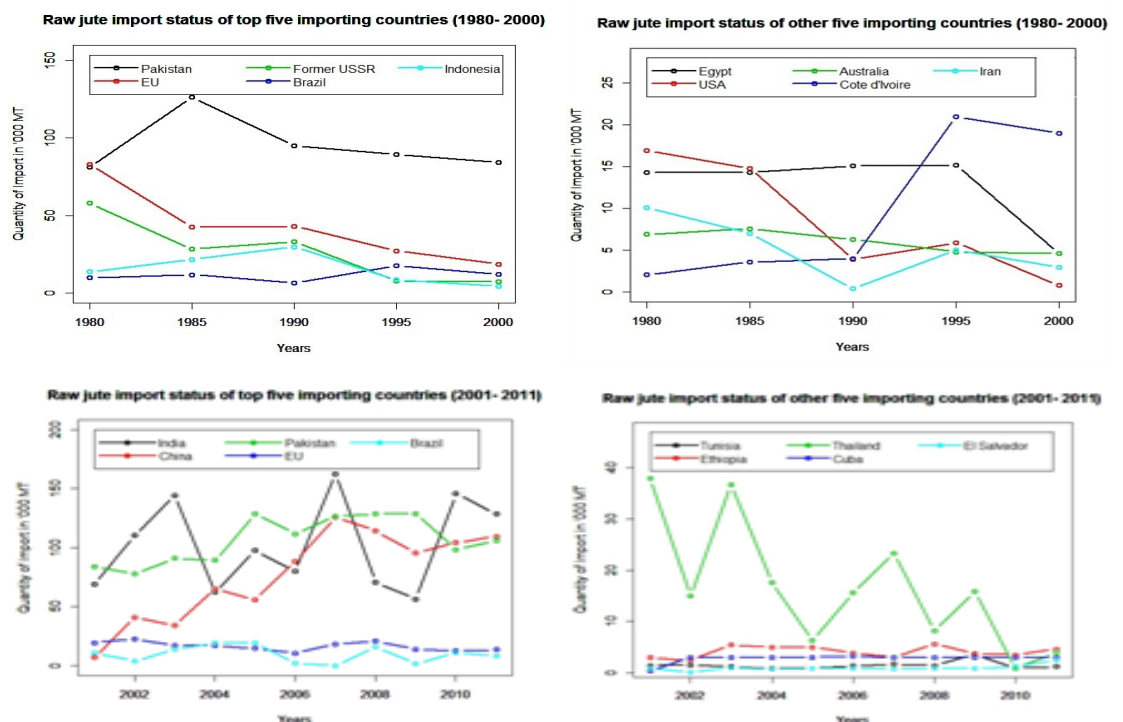 Raw jute import status of top five importing countries (1980- 2000)
Quantity of Import in '000 MT
150
100
50
0
Pakistan Former USSR Indonesia
EU Brazil
1980 1985 1990 1995 2000
Years
Raw jute import status of other five importing countries (1980- 2000)
Quantity of Import in '000 MT
25
20
15
10
5
0
Egypt Australia Iran
USA Cote d'Ivoire
1980 1985 1990 1995 2000
Years
Raw jute import status of top five importing countries (2001- 2011)
Quantity of Import in '000 MT
200
150
100
50
0
India Pakistan Brazil
China EU
2002 2004 2006 2008 2010
Years
Raw jute import status of other five importing countries (2001- 2011)
Quantity of Import in '000 MT
40
30
20
10
0
Tunisia Thailand El Salvador
Ethiopia Cuba
2002 2004 2006 2008 2010
Years